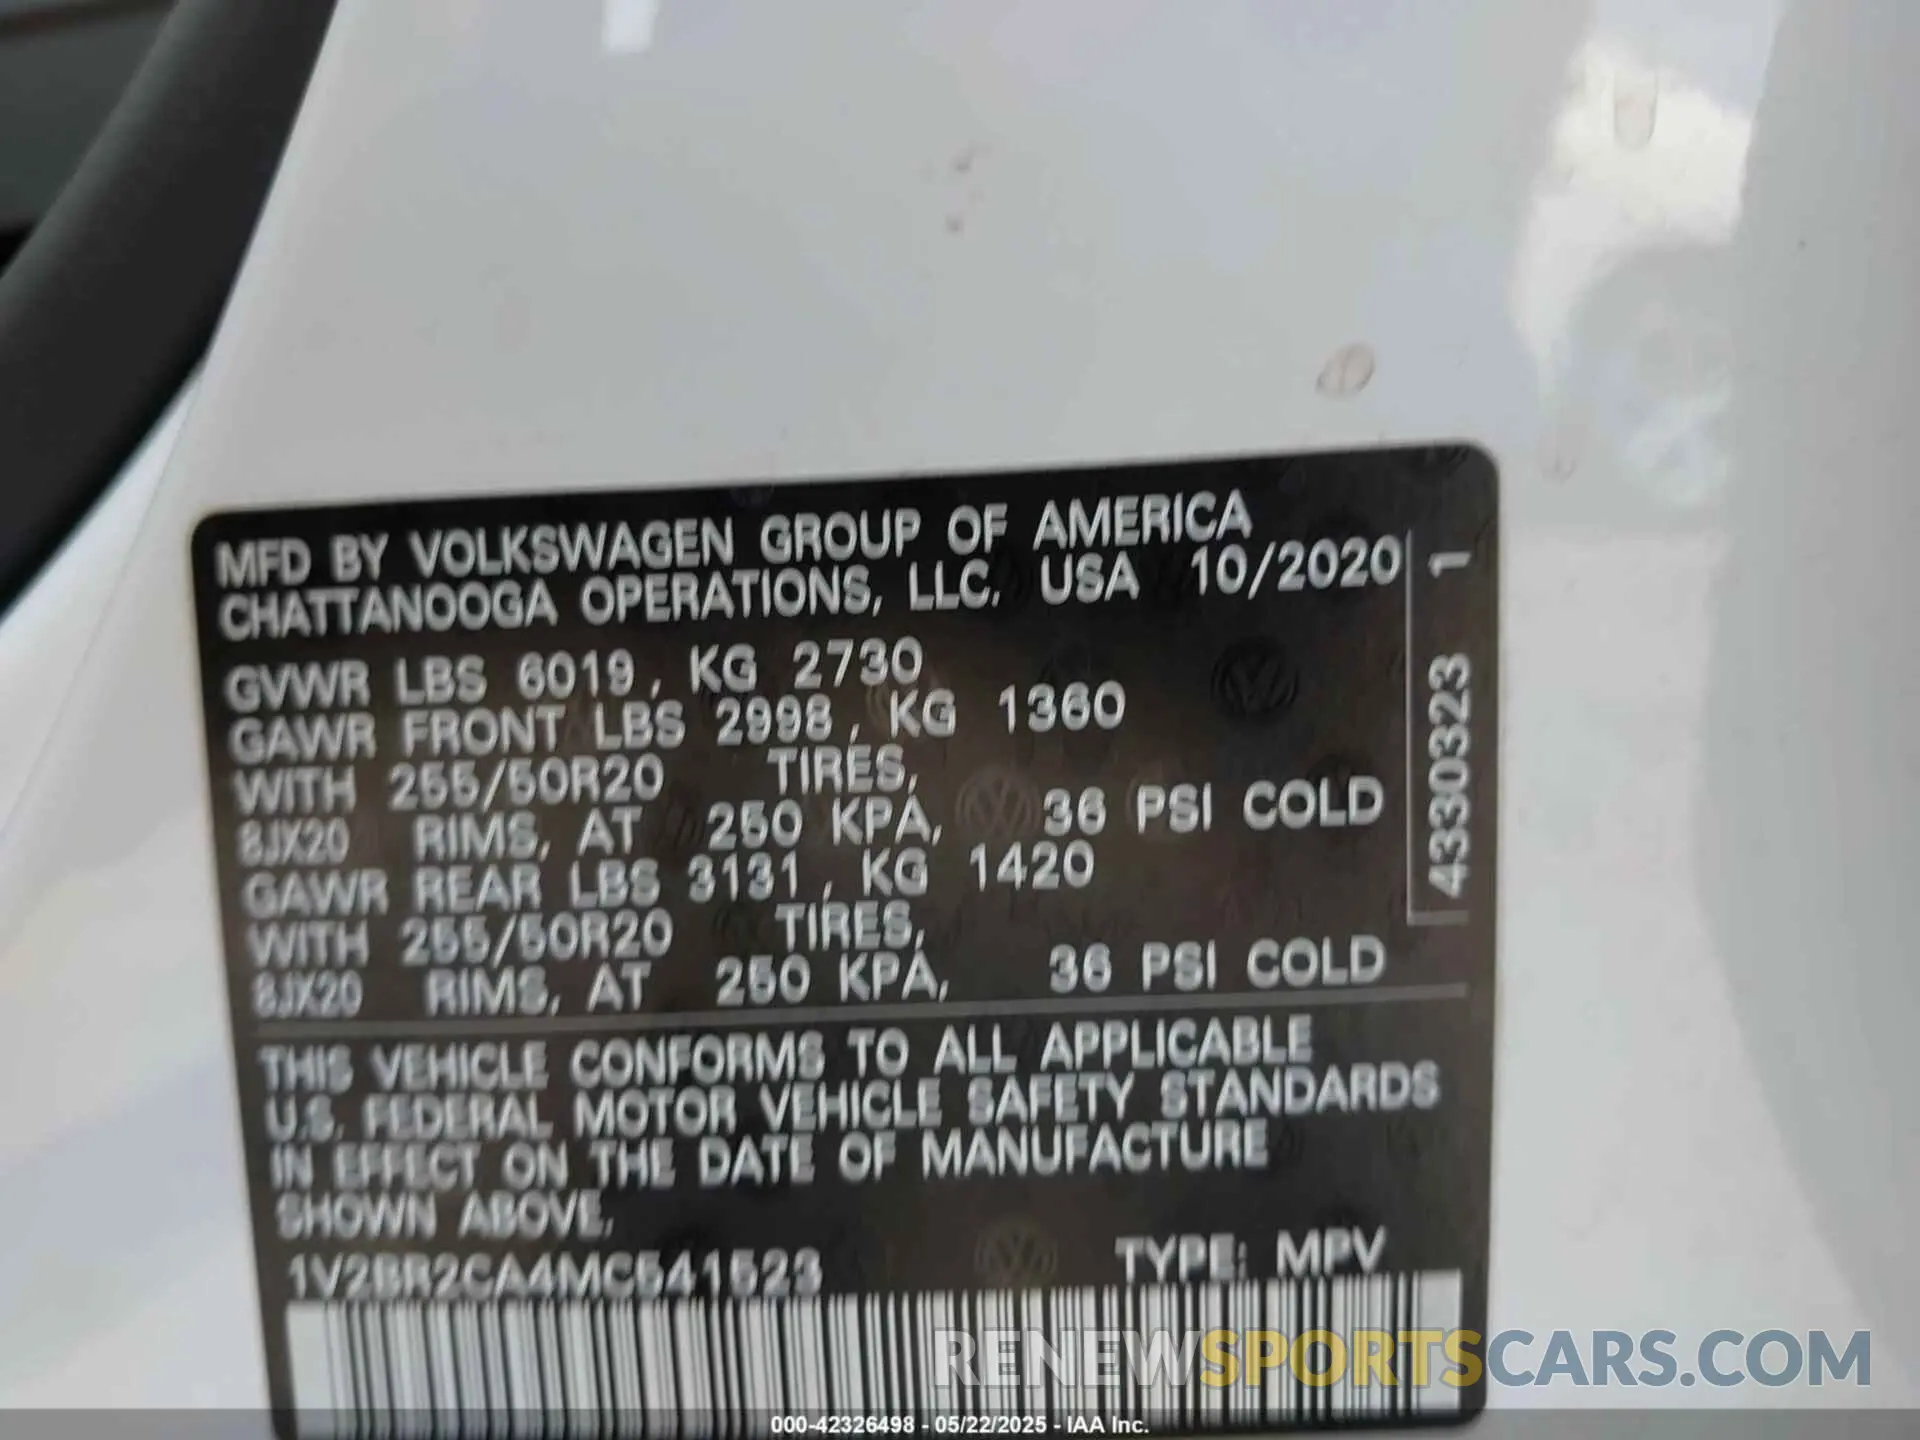 MFD BY VOLKSWAGEN GROUP OF AMERICA
CHATTANOOGA OPERATIONS, LLC. USA 10/2020
GVWR LBS 6019, KG 2730
GAWR FRONT LBS 2998, KG 1360
WITH 255/50R20 TIRES,
8JX20 RIMS, AT 250 KPA, 36 PSI COLD
GAWR REAR LBS 3131, KG 1420
WITH 255/50R20 TIRES,
8JX20 RIMS, AT 250 KPA, 36 PSI COLD
4330323 1
THIS VEHICLE CONFORMS TO ALL APPLICABLE
U.S. FEDERAL MOTOR VEHICLE SAFETY STANDARDS
IN EFFECT ON THE DATE OF MANUFACTURE
SHOWN ABOVE.
1V2BR2CA4MC541523 TYPE: MPV
RENEWSPORTSCARS.COM
000-42326498 - 05/22/2025 - IAA Inc.